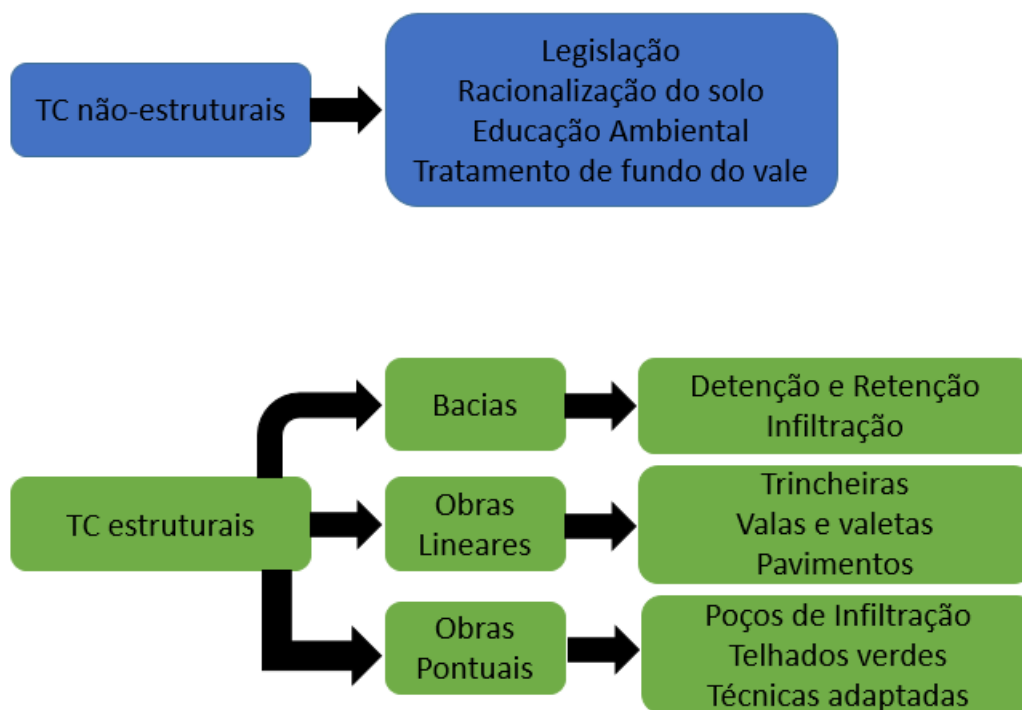 TC não-estruturais
Legislação
Racionalização do solo
Educação Ambiental
Tratamento de fundo do vale
TC estruturais
Bacias
Detenção e Retenção
Infiltração
Obras
Lineares
Trincheiras
Valas e valetas
Pavimentos
Obras
Pontuais
Poços de Infiltração
Telhados verdes
Técnicas adaptadas